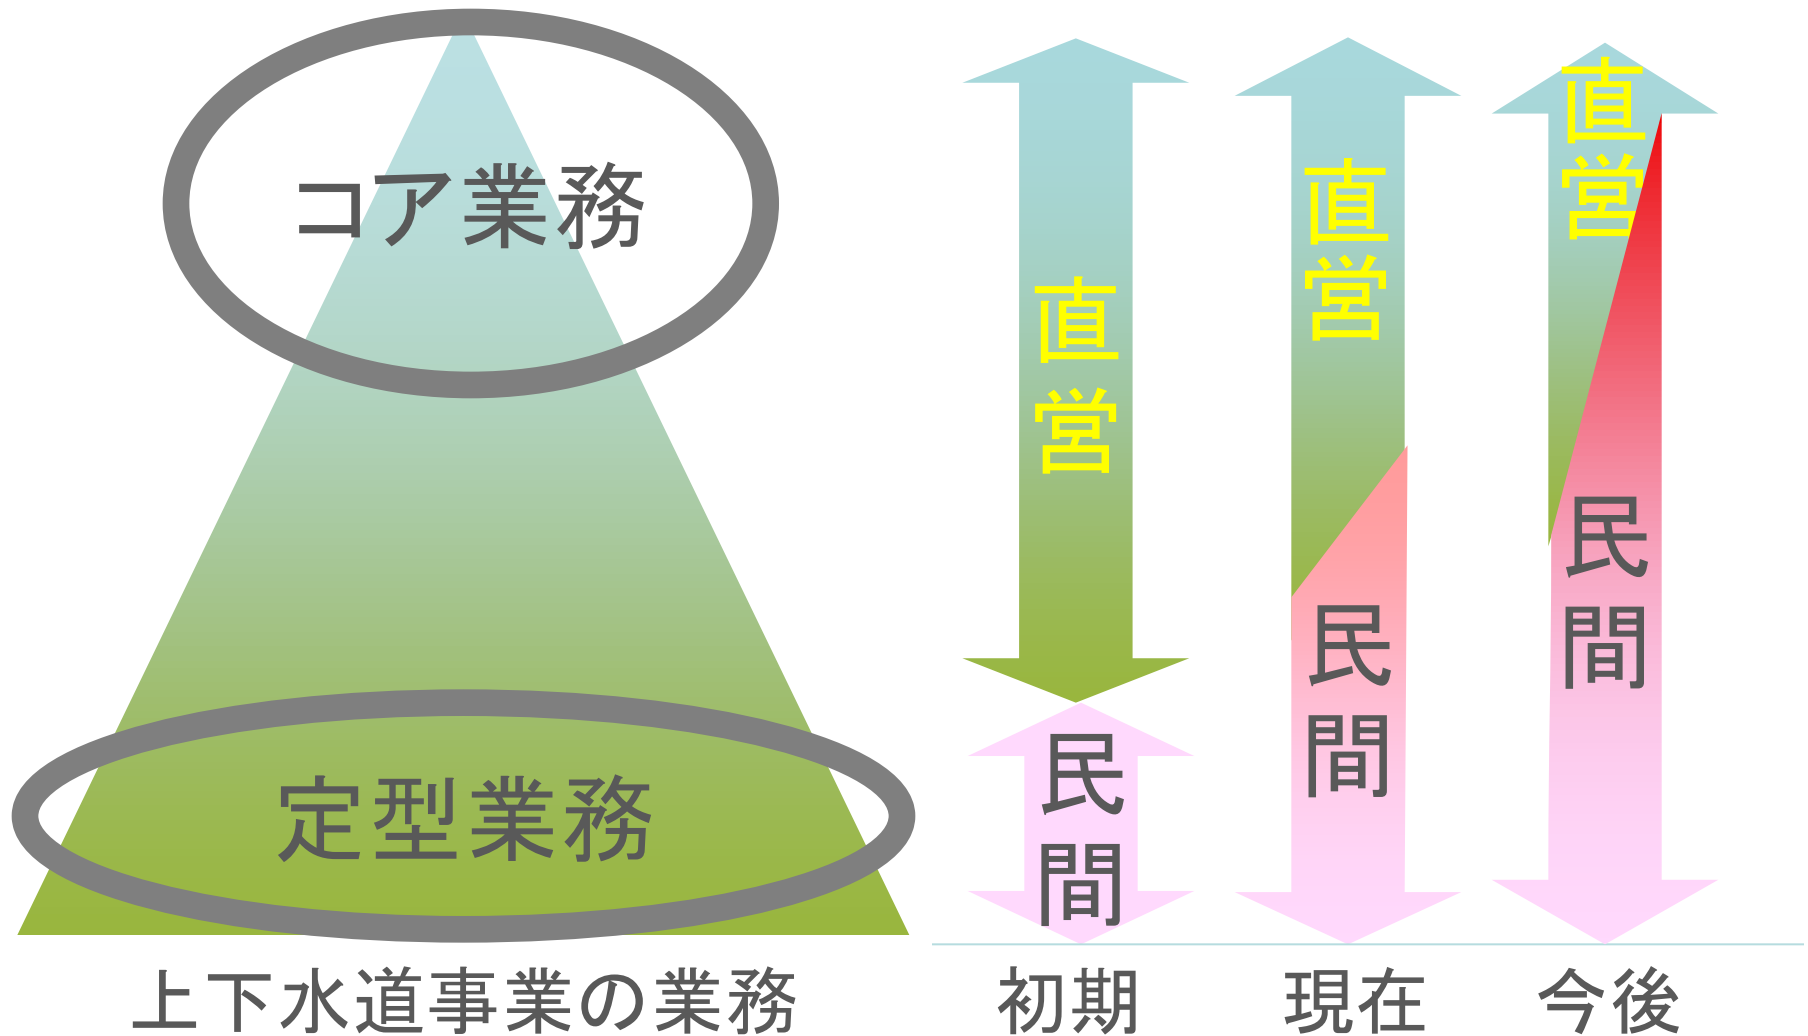 コア業務
定型業務
上下水道事業の業務
直営
民間
初期
直営
民間
現在
直営
民間
今後